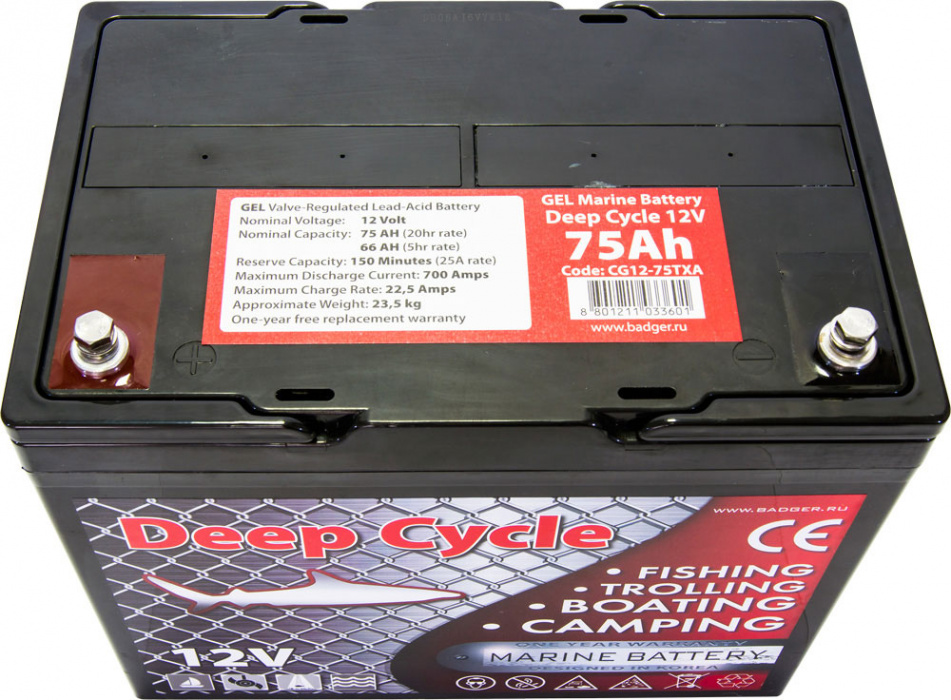 GEL Valve-Regulated Lead-Acid Battery
Nominal Voltage: 12 Volt
Nominal Capacity: 75 AH (20hr rate)
66 AH (5hr rate)
Reserve Capacity: 150 Minutes (25A rate)
Maximum Discharge Current: 700 Amps
Maximum Charge Rate: 22,5 Amps
Approximate Weight: 23,5 kg
One-year free replacement warranty
GEL Marine Battery
Deep Cycle 12V
75Ah
Code: CG12-75TXA
8 801211 033601
www.badger.ru
+
−
Deep Cycle
12V
WWW.BADGER.RU
CE
• FISHING
• TROLLING
• BOATING
• CAMPING
ONE YEAR WARRANTY
MARINE BATTERY
DESIGNED IN KOREA